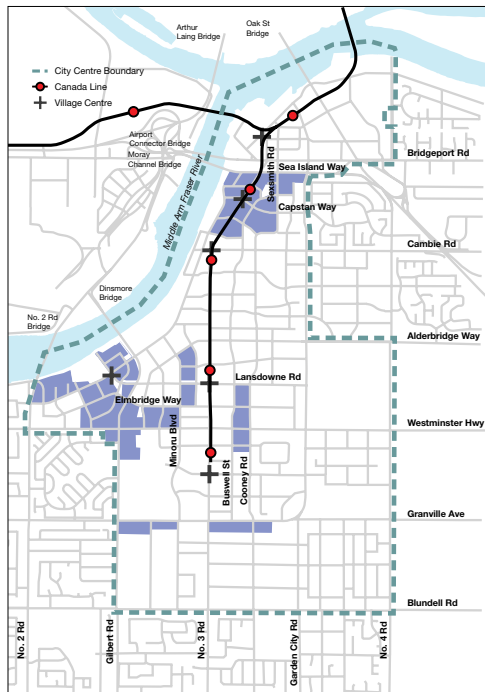 Arthur
Laing Bridge
Oak St
Bridge
City Centre Boundary
Canada Line
Village Centre
Airport
Connector Bridge
Moray
Channel Bridge
Middle Arm Fraser River
Sexsmith Rd
Bridgeport Rd
Sea Island Way
Capstan Way
Cambie Rd
Dinsmore
Bridge
No. 2 Rd
Bridge
Alderbridge Way
Lansdowne Rd
Elmbridge Way
Minoru Blvd
Westminster Hwy
Buswell St
Cooney Rd
Granville Ave
Blundell Rd
No. 2 Rd
Gilbert Rd
No. 3 Rd
Garden City Rd
No. 4 Rd